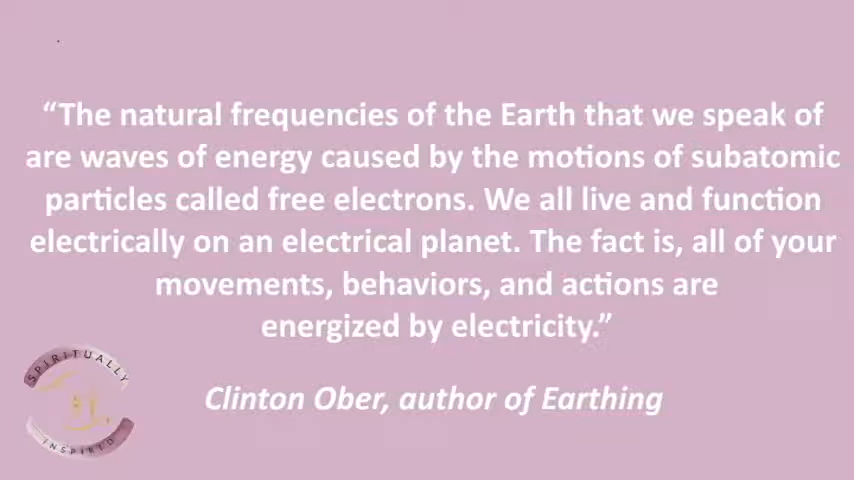 “The natural frequencies of the Earth that we speak of
are waves of energy caused by the motions of subatomic
particles called free electrons. We all live and function
electrically on an electrical planet. The fact is, all of your
movements, behaviors, and actions are
energized by electricity.”
Clinton Ober, author of Earthing
SPIRITUALLY
INSPIRED